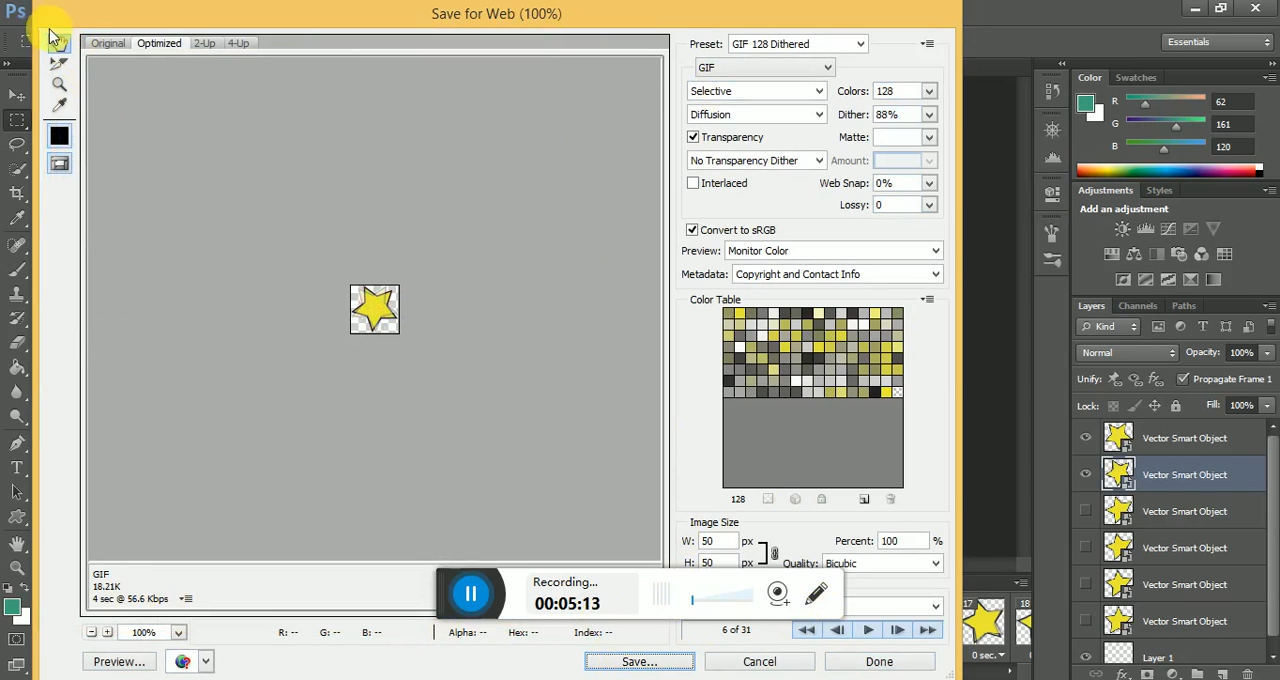 Ps
Save for Web (100%)
Essentials
Original
Optimized
2-Up
4-Up
Preset: GIF 128 Dithered
GIF
Selective
Colors: 128
Diffusion
Dither: 88%
Transparency
Matte:
No Transparency Dither
Amount:
Interlaced
Web Snap: 0%
Lossy: 0
Convert to sRGB
Preview: Monitor Color
Metadata: Copyright and Contact Info
Color Table
128
Image Size
W: 50 px
Percent: 100 %
H: 50 px
Quality: Bicubic
GIF
18.21K
4 sec @ 56.6 Kbps
Recording...
00:05:13
6 of 31
100%
R: --
G: --
B: --
Alpha: --
Hex: --
Index: --
Preview...
Save...
Cancel
Done
Color
Swatches
R 62
G 161
B 120
Adjustments
Styles
Add an adjustment
Layers
Channels
Paths
Kind
Normal
Opacity: 100%
Unify:
Propagate Frame 1
Lock:
Fill: 100%
Vector Smart Object
Vector Smart Object
Vector Smart Object
Vector Smart Object
Vector Smart Object
Vector Smart Object
Layer 1
17
18
0 sec.
fx